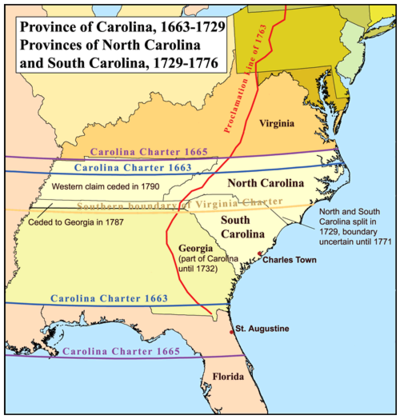 Province of Carolina, 1663-1729
Provinces of North Carolina
and South Carolina, 1729-1776
Proclamation Line of 1763
Virginia
Carolina Charter 1665
Carolina Charter 1663
Western claim ceded in 1790
North Carolina
Southern boundary of Virginia Charter
Ceded to Georgia in 1787
South
Carolina
North and South
Carolina split in
1729, boundary
uncertain until 1771
Georgia
(part of Carolina
until 1732)
Charles Town
Carolina Charter 1663
St. Augustine
Carolina Charter 1665
Florida